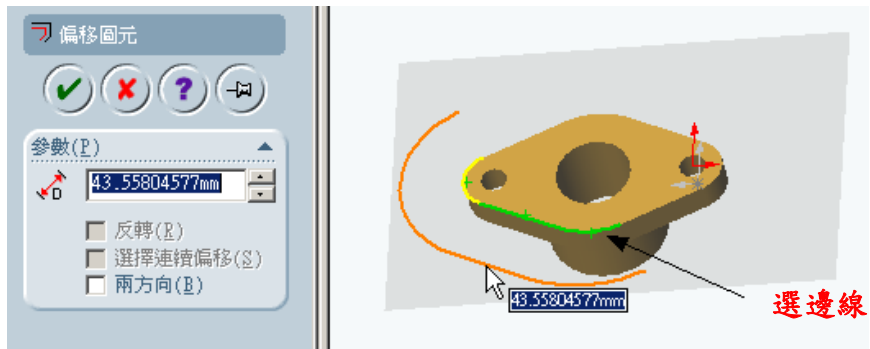 偏移圖元
?
參數(P)
D
43.55804577mm
反轉(R)
選擇連續偏移(S)
兩方向(B)
43.55804577mm
選邊線